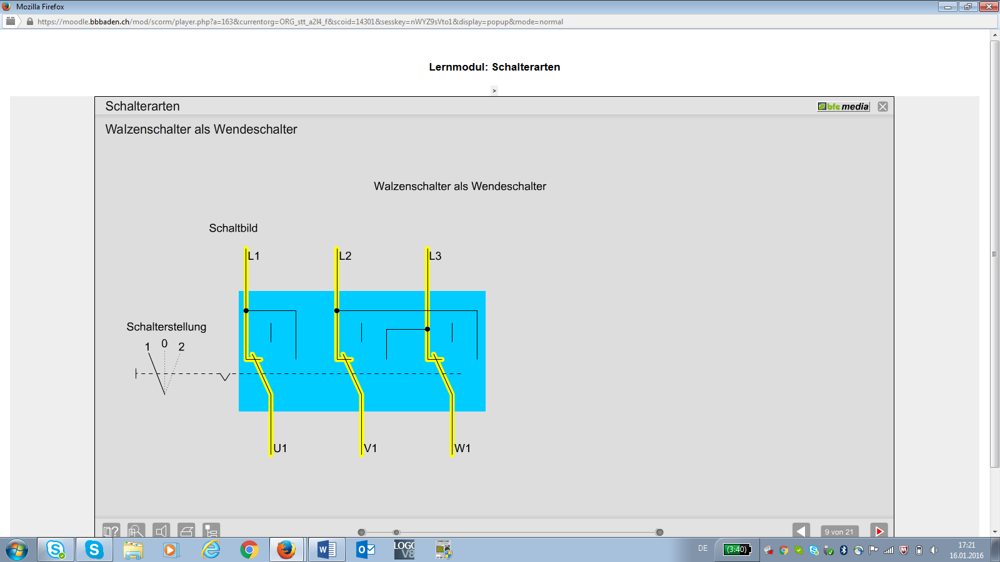 Mozilla Firefox
https://moodle.bbbaden.ch/mod/scorm/player.php?a=163&currentorg=ORG_stt_a2l4_f&scoid=14301&sesskey=nWYZ9sVto1&display=popup&mode=normal
Lernmodul: Schalterarten
>
Schalterarten
bfe media
Walzenschalter als Wendeschalter
Walzenschalter als Wendeschalter
Schaltbild
L1 L2 L3
Schalterstellung
1 0 2
U1 V1 W1
?
9 von 21
LOGO
V8
DE
(3:40)
17:21
16.01.2016